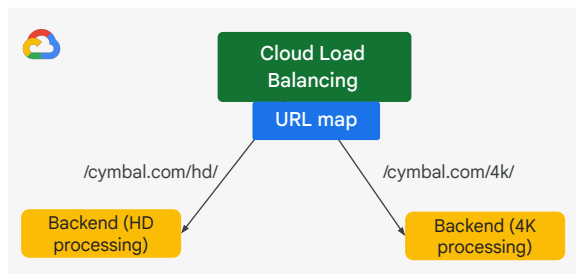 Cloud Load
Balancing
URL map
/cymbal.com/hd/
/cymbal.com/4k/
Backend (HD
processing)
Backend (4K
processing)